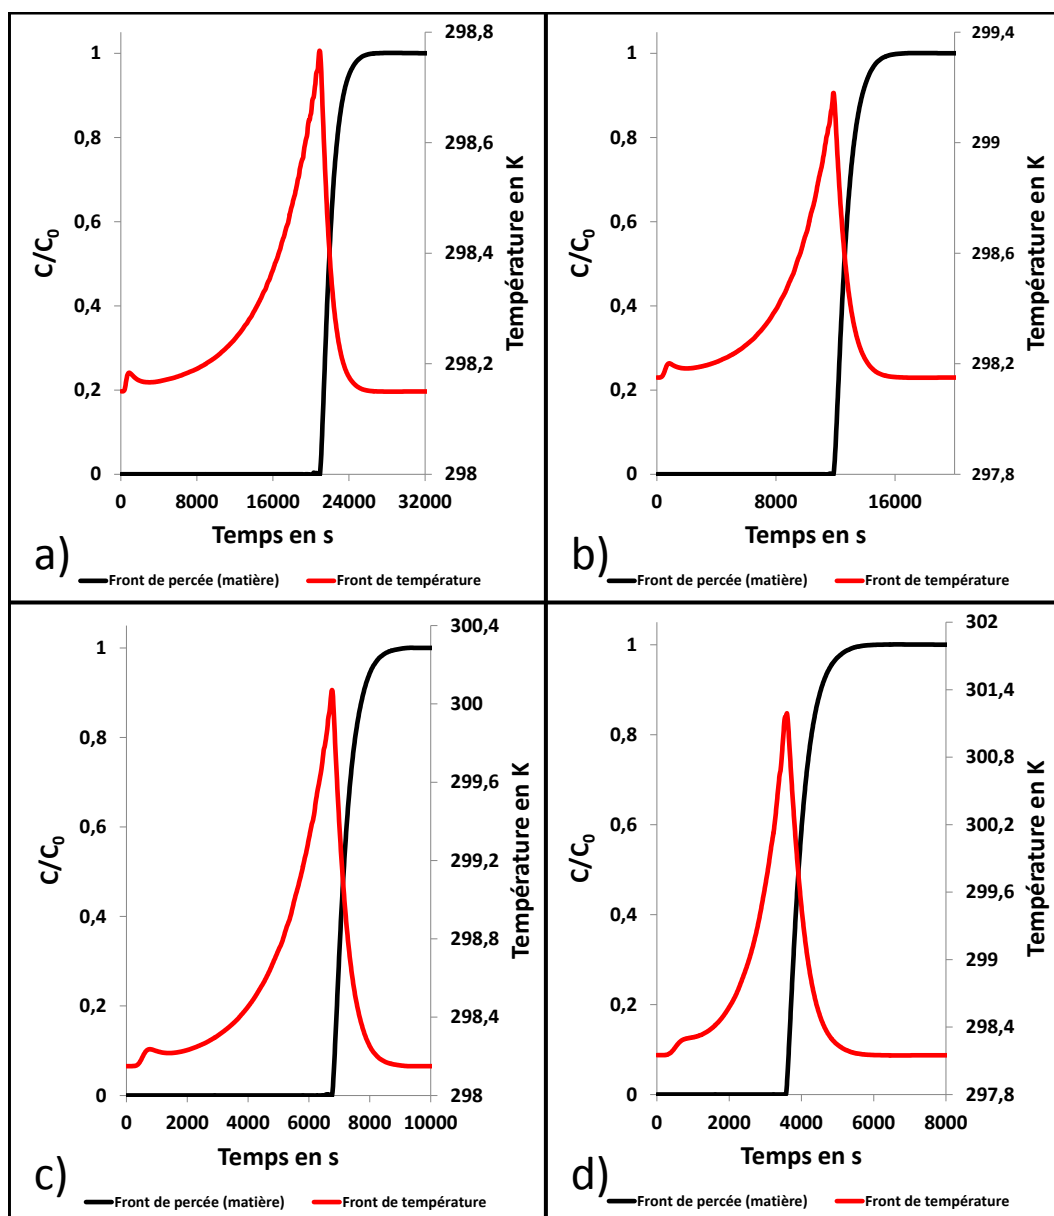 298,8
1
298,6
0,8
0,6
298,4
0,4
298,2
0,2
0
298
C/C0
Température en K
0 8000 16000 24000 32000
Temps en s
a)
Front de percée (matière) Front de température
299,4
1
299
0,8
0,6
298,6
0,4
298,2
0,2
0
297,8
C/C0
Température en K
0 8000 16000
Temps en s
b)
Front de percée (matière) Front de température
300,4
1
300
0,8
299,6
0,6
299,2
0,4
298,8
298,4
0,2
0
298
C/C0
Température en K
0 2000 4000 6000 8000 10000
Temps en s
c)
Front de percée (matière) Front de température
302
1
301,4
0,8
300,8
0,6
300,2
299,6
0,4
299
0,2
298,4
0
297,8
C/C0
Température en K
0 2000 4000 6000 8000
Temps en s
d)
Front de percée (matière) Front de température